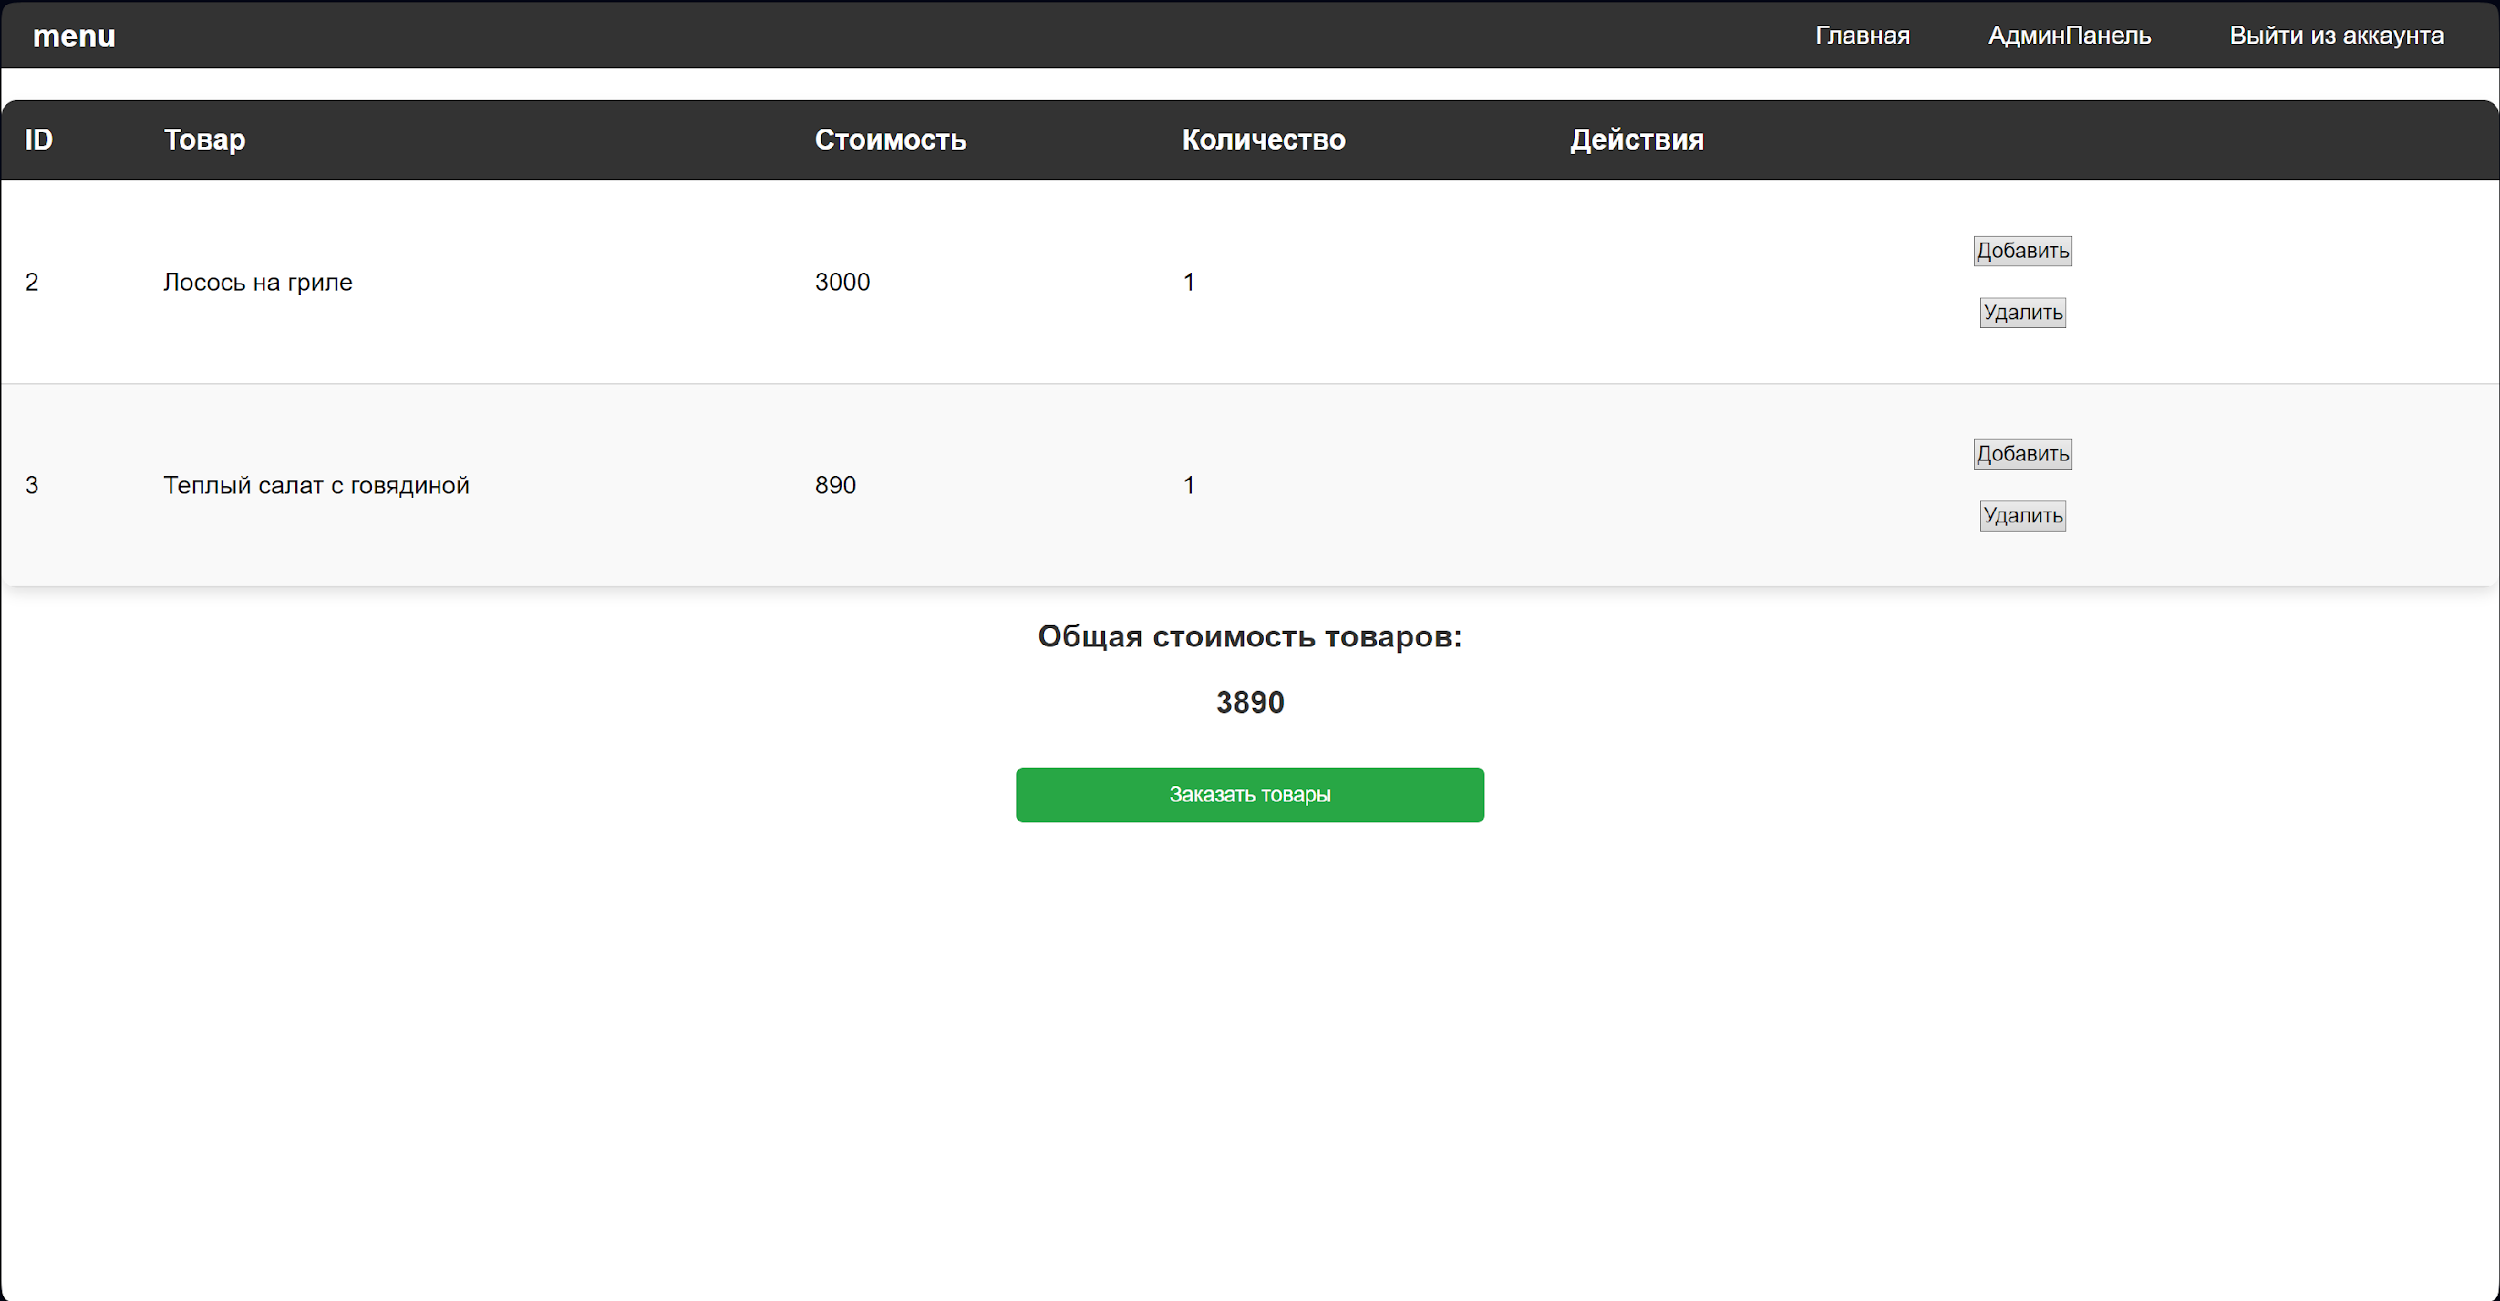 menu Главная АдминПанель Выйти из аккаунта
ID Товар Стоимость Количество Действия
Добавить
2 Лосось на гриле 3000 1
Удалить
Добавить
3 Теплый салат с говядиной 890 1
Удалить
Общая стоимость товаров:
3890
Заказать товары